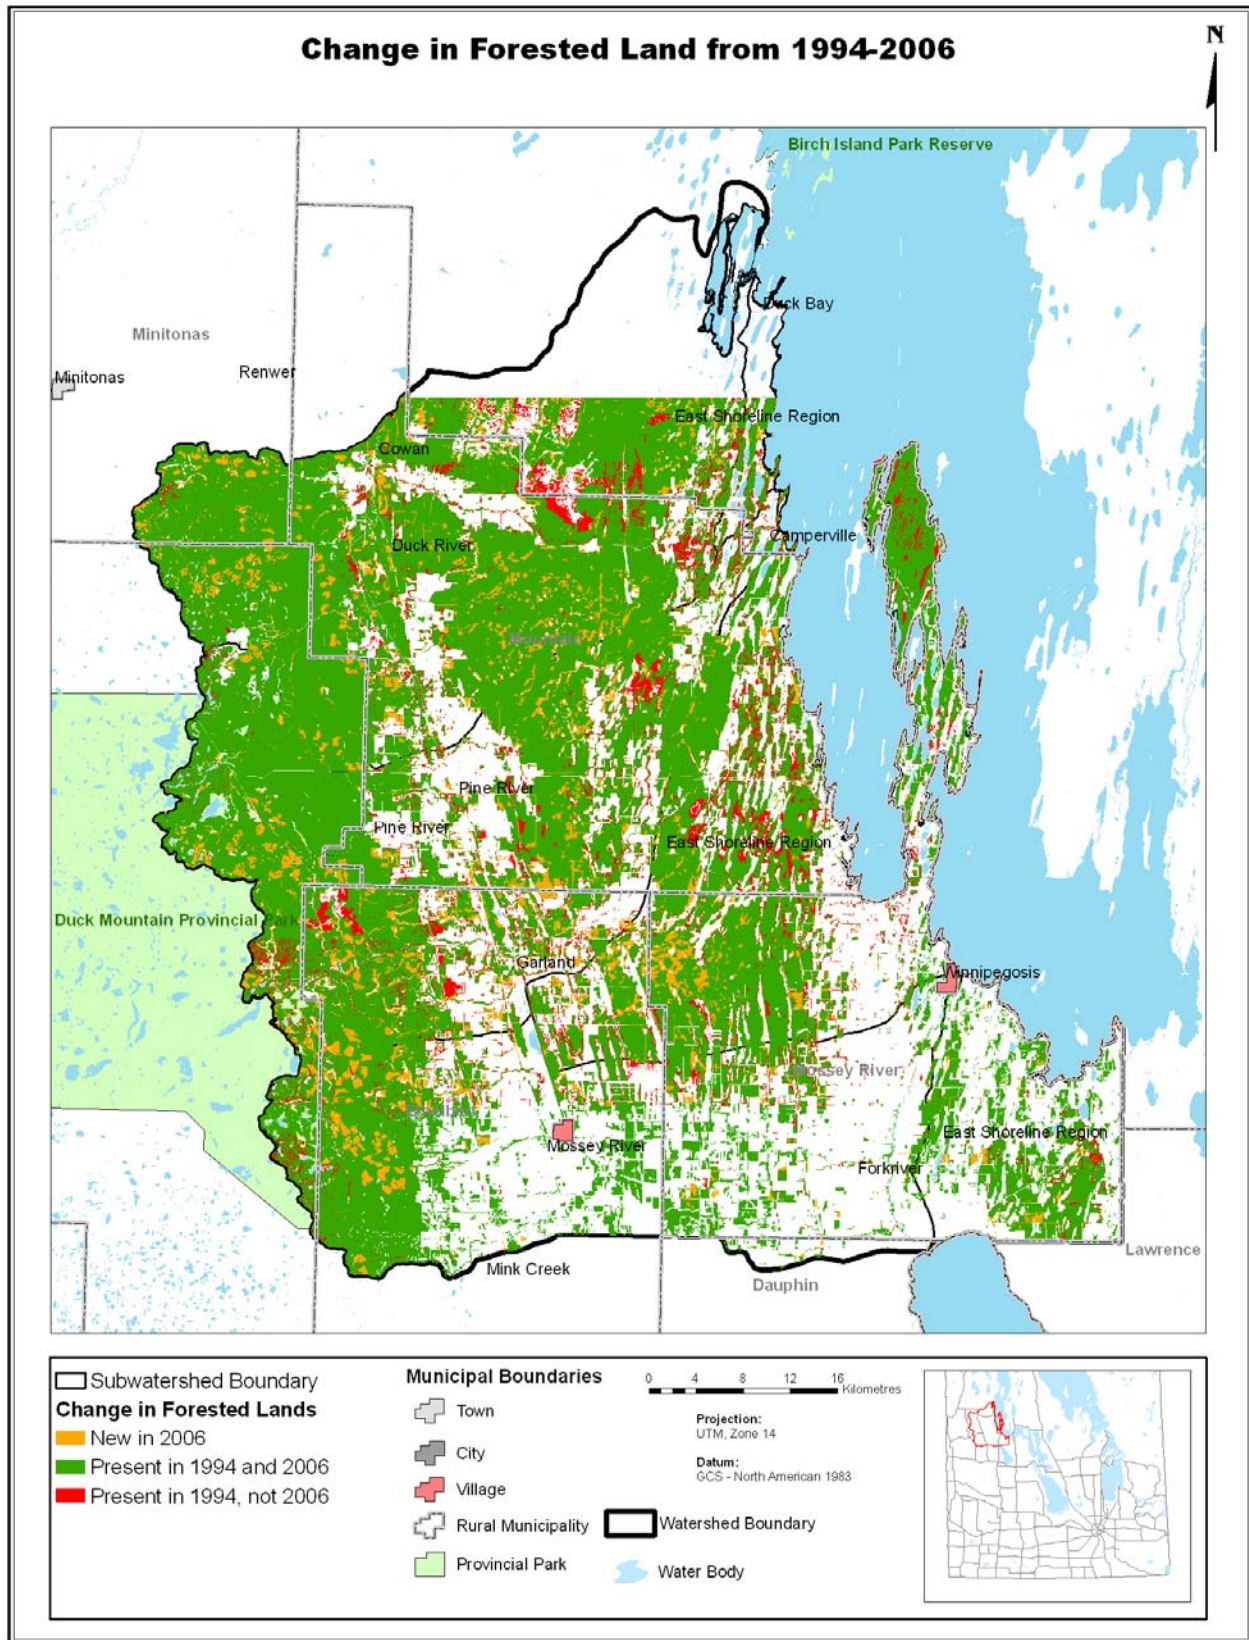 Change in Forested Land from 1994-2006
N
Birch Island Park Reserve
Duck Bay
Minitonas
Renwer
Minitonas
East Shoreline Region
Cowan
Camperville
Duck River
Pine River
Pine River
East Shoreline Region
Duck Mountain Provincial Park
Garland
Winnipegosis
Mossey River
East Shoreline Region
Mossey River
Forkriver
Lawrence
Mink Creek
Dauphin
Subwatershed Boundary
Change in Forested Lands
New in 2006
Present in 1994 and 2006
Present in 1994, not 2006
Municipal Boundaries
Town
City
Village
Rural Municipality
Provincial Park
0 4 8 12 16
Kilometres
Projection:
UTM, Zone 14
Datum:
GCS - North American 1983
Watershed Boundary
Water Body